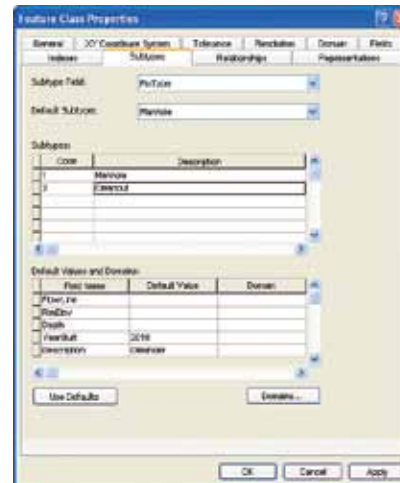 Feature Class Properties
General XY Coordinate System Tolerance Resolution Domain Fields
Indexes Subtypes Relationships Representations
Subtype Field:
Default Subtype: Manhole
Subtypes:
Code Description
1 Manhole
2 Cleanout
Default Values and Domains:
Field Name Default Value Domain
FlowLine
RimElev
Depth
YearBuilt 2010
Description Cleanout
Use Defaults Domains...
OK Cancel Apply